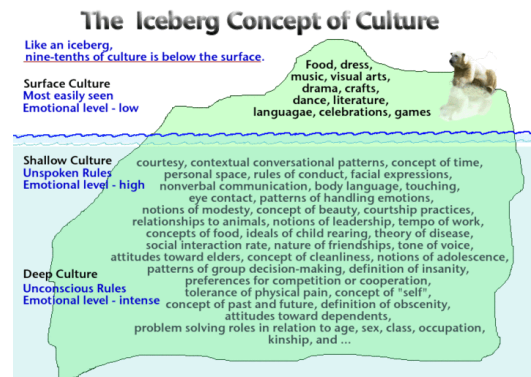 The Iceberg Concept of Culture
Like an iceberg,
nine-tenths of culture is below the surface.
Food, dress,
music, visual arts,
drama, crafts,
dance, literature,
languagae, celebrations, games
Surface Culture
Most easily seen
Emotional level - low
Shallow Culture
Unspoken Rules
Emotional level - high
courtesy, contextual conversational patterns, concept of time,
personal space, rules of conduct, facial expressions,
nonverbal communication, body language, touching,
eye contact, patterns of handling emotions,
notions of modesty, concept of beauty, courtship practices,
relationships to animals, notions of leadership, tempo of work,
concepts of food, ideals of child rearing, theory of disease,
social interaction rate, nature of friendships, tone of voice,
attitudes toward elders, concept of cleanliness, notions of adolescence,
patterns of group decision-making, definition of insanity,
preferences for competition or cooperation,
tolerance of physical pain, concept of "self",
concept of past and future, definition of obscenity,
attitudes toward dependents,
problem solving roles in relation to age, sex, class, occupation,
kinship, and ...
Deep Culture
Unconscious Rules
Emotional level - intense